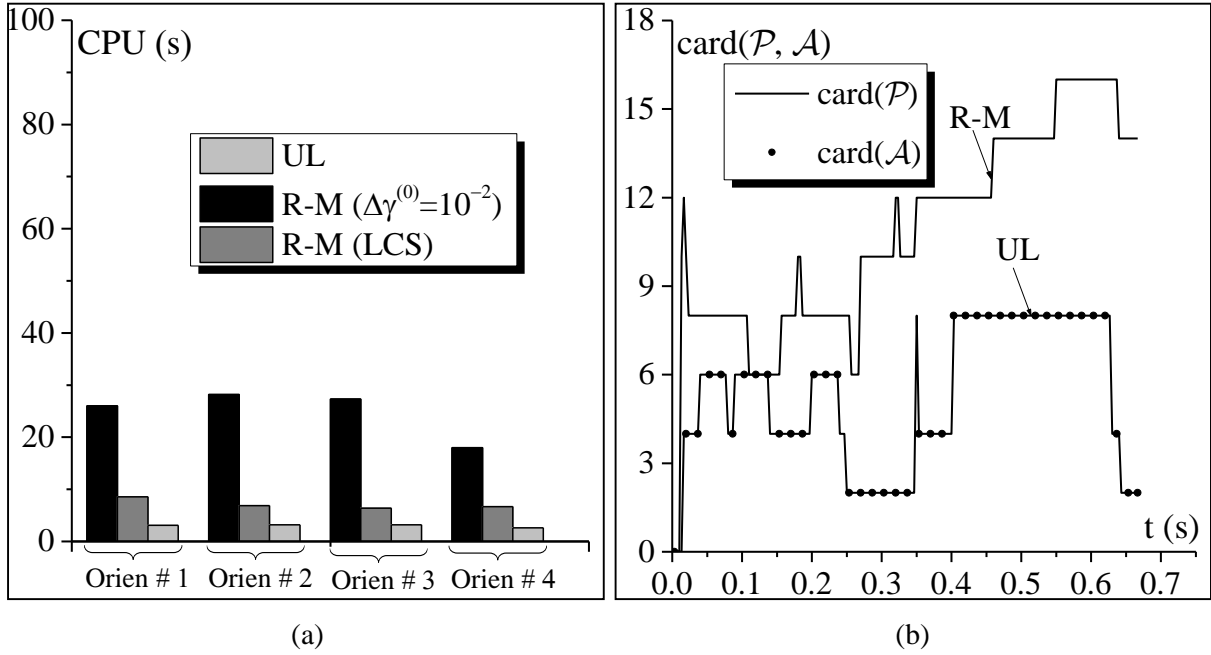 100
80
60
40
20
0
CPU (s)
UL
R-M (Δγ⁽⁰⁾=10⁻²)
R-M (LCS)
Orien # 1
Orien # 2
Orien # 3
Orien # 4
(a)
18
15
12
9
6
3
0
card(𝒫, 𝒜)
card(𝒫)
card(𝒜)
R-M
UL
t (s)
0.0 0.1 0.2 0.3 0.4 0.5 0.6 0.7
(b)